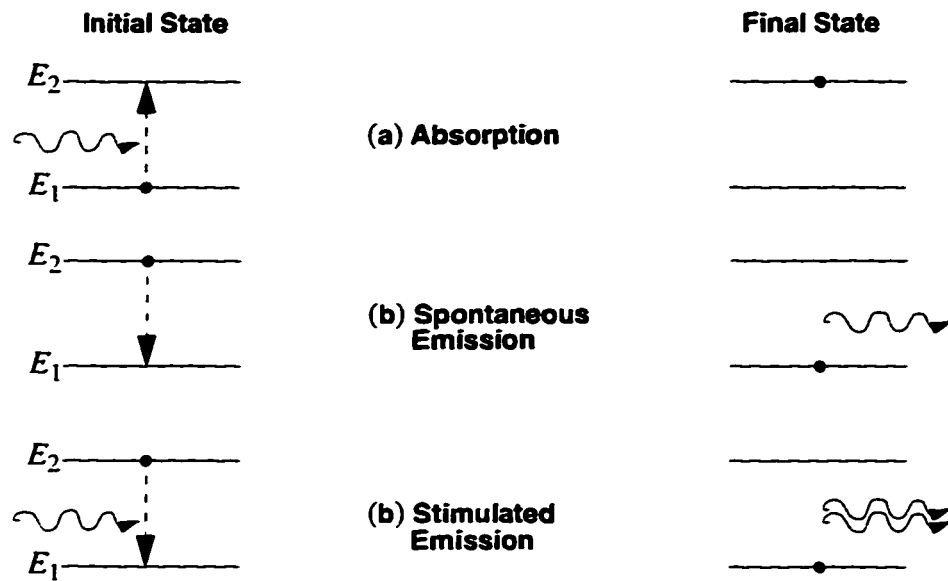 Initial State
Final State
E2
(a) Absorption
E1
E2
(b) Spontaneous
Emission
E1
E2
(b) Stimulated
Emission
E1